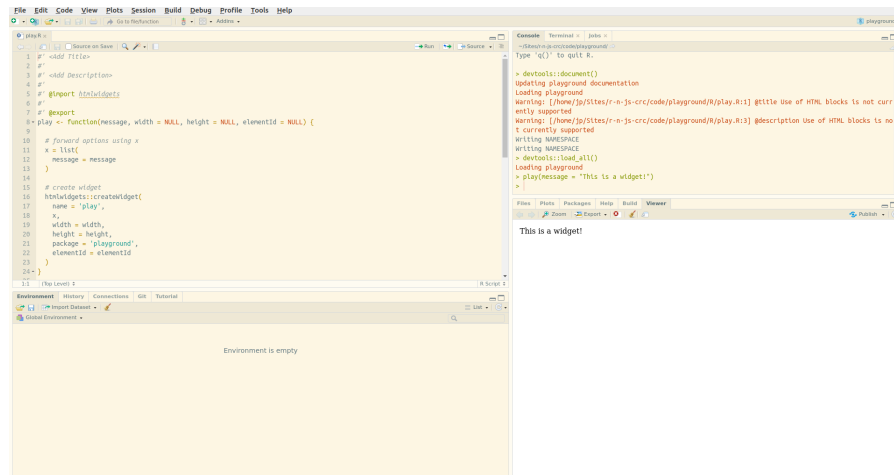 File Edit Code View Plots Session Build Debug Profile Tools Help
Go to file/function Addins
playground
play.R
Source on Save Run Source
1 #' <Add Title>
2 #'
3 #' <Add Description>
4 #'
5 #' @import htmlwidgets
6 #'
7 #' @export
8 play <- function(message, width = NULL, height = NULL, elementId = NULL) {
9
10 # forward options using x
11 x = list(
12 message = message
13 )
14
15 # create widget
16 htmlwidgets::createWidget(
17 name = 'play',
18 x,
19 width = width,
20 height = height,
21 package = 'playground',
22 elementId = elementId
23 )
24 }
1:1 (Top Level) R Script
Environment History Connections Git Tutorial
Import Dataset List
Global Environment
Environment is empty
Console Terminal Jobs
~/Sites/r-n-js-crc/code/playground/
Type 'q()' to quit R.
> devtools::document()
Updating playground documentation
Loading playground
Warning: [/home/jp/Sites/r-n-js-crc/code/playground/R/play.R:1] @title Use of HTML blocks is not curr
ently supported
Warning: [/home/jp/Sites/r-n-js-crc/code/playground/R/play.R:3] @description Use of HTML blocks is no
t currently supported
Writing NAMESPACE
Writing NAMESPACE
> devtools::load_all()
Loading playground
> play(message = "This is a widget!")
>
Files Plots Packages Help Build Viewer
Zoom Export Publish
This is a widget!